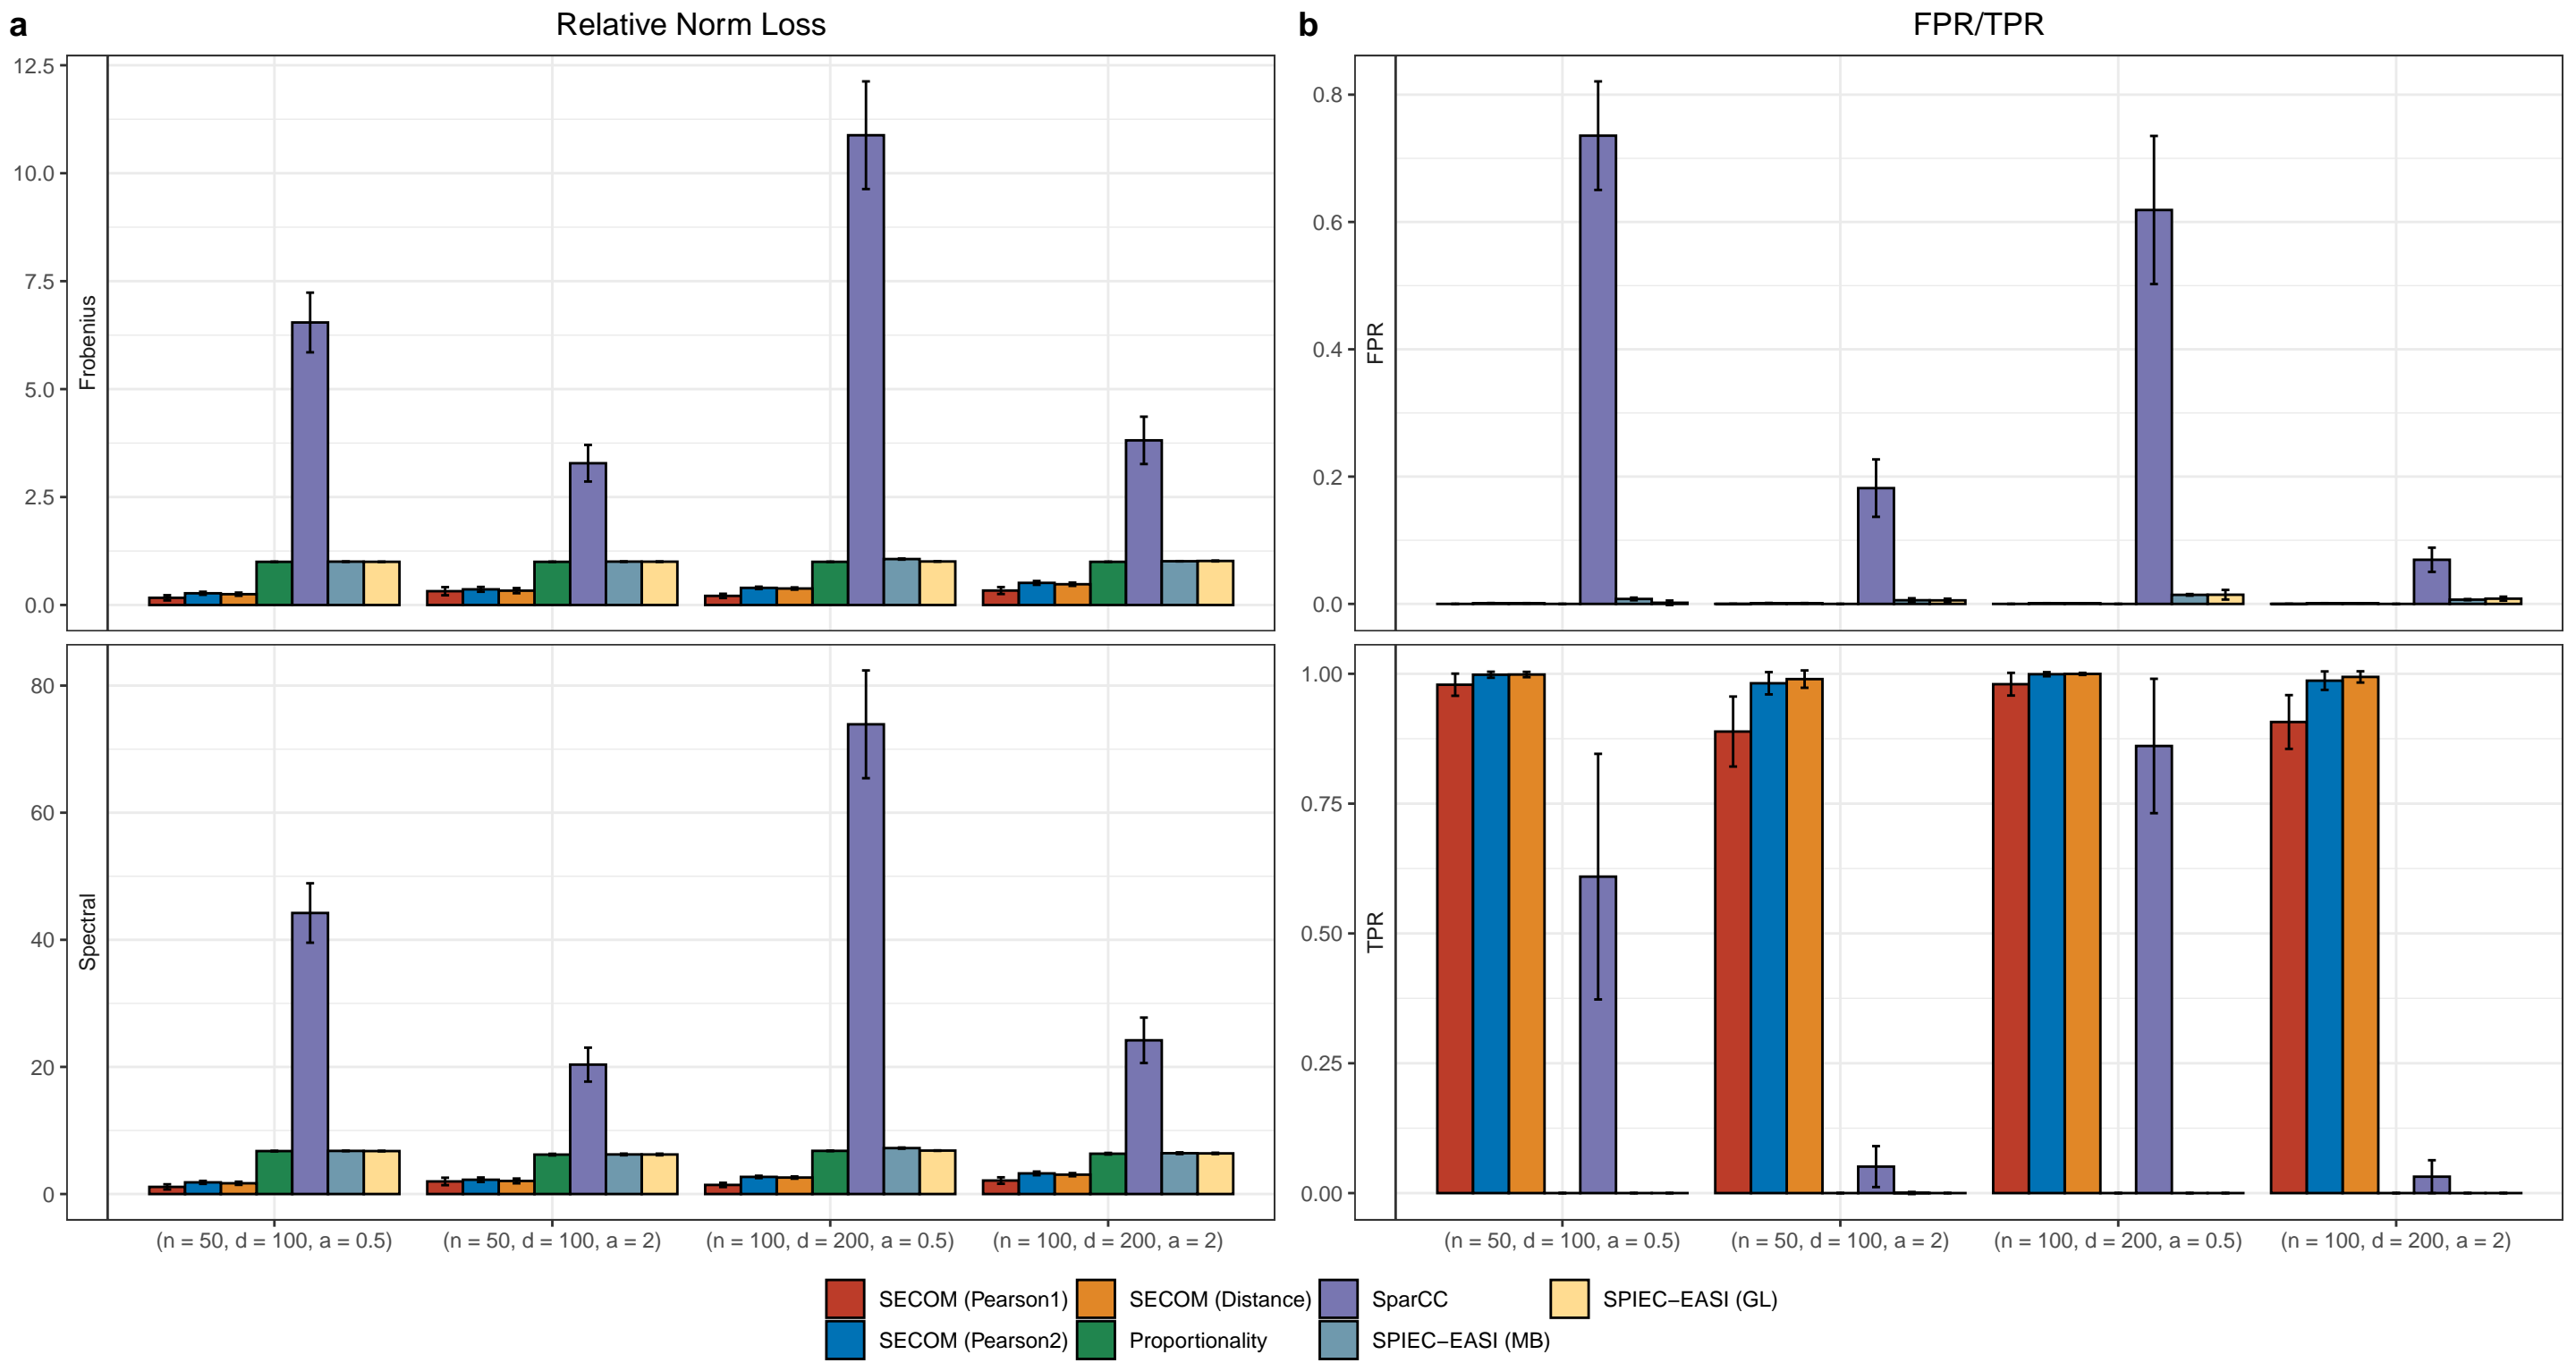 a
Relative Norm Loss
12.5
10.0
7.5
5.0
2.5
0.0
Frobenius
80
60
40
20
0
Spectral
(n = 50, d = 100, a = 0.5)
(n = 50, d = 100, a = 2)
(n = 100, d = 200, a = 0.5)
(n = 100, d = 200, a = 2)
b
FPR/TPR
0.8
0.6
0.4
0.2
0.0
FPR
1.00
0.75
0.50
0.25
0.00
TPR
(n = 50, d = 100, a = 0.5)
(n = 50, d = 100, a = 2)
(n = 100, d = 200, a = 0.5)
(n = 100, d = 200, a = 2)
SECOM (Pearson1)
SECOM (Pearson2)
SECOM (Distance)
Proportionality
SparCC
SPIEC−EASI (MB)
SPIEC−EASI (GL)